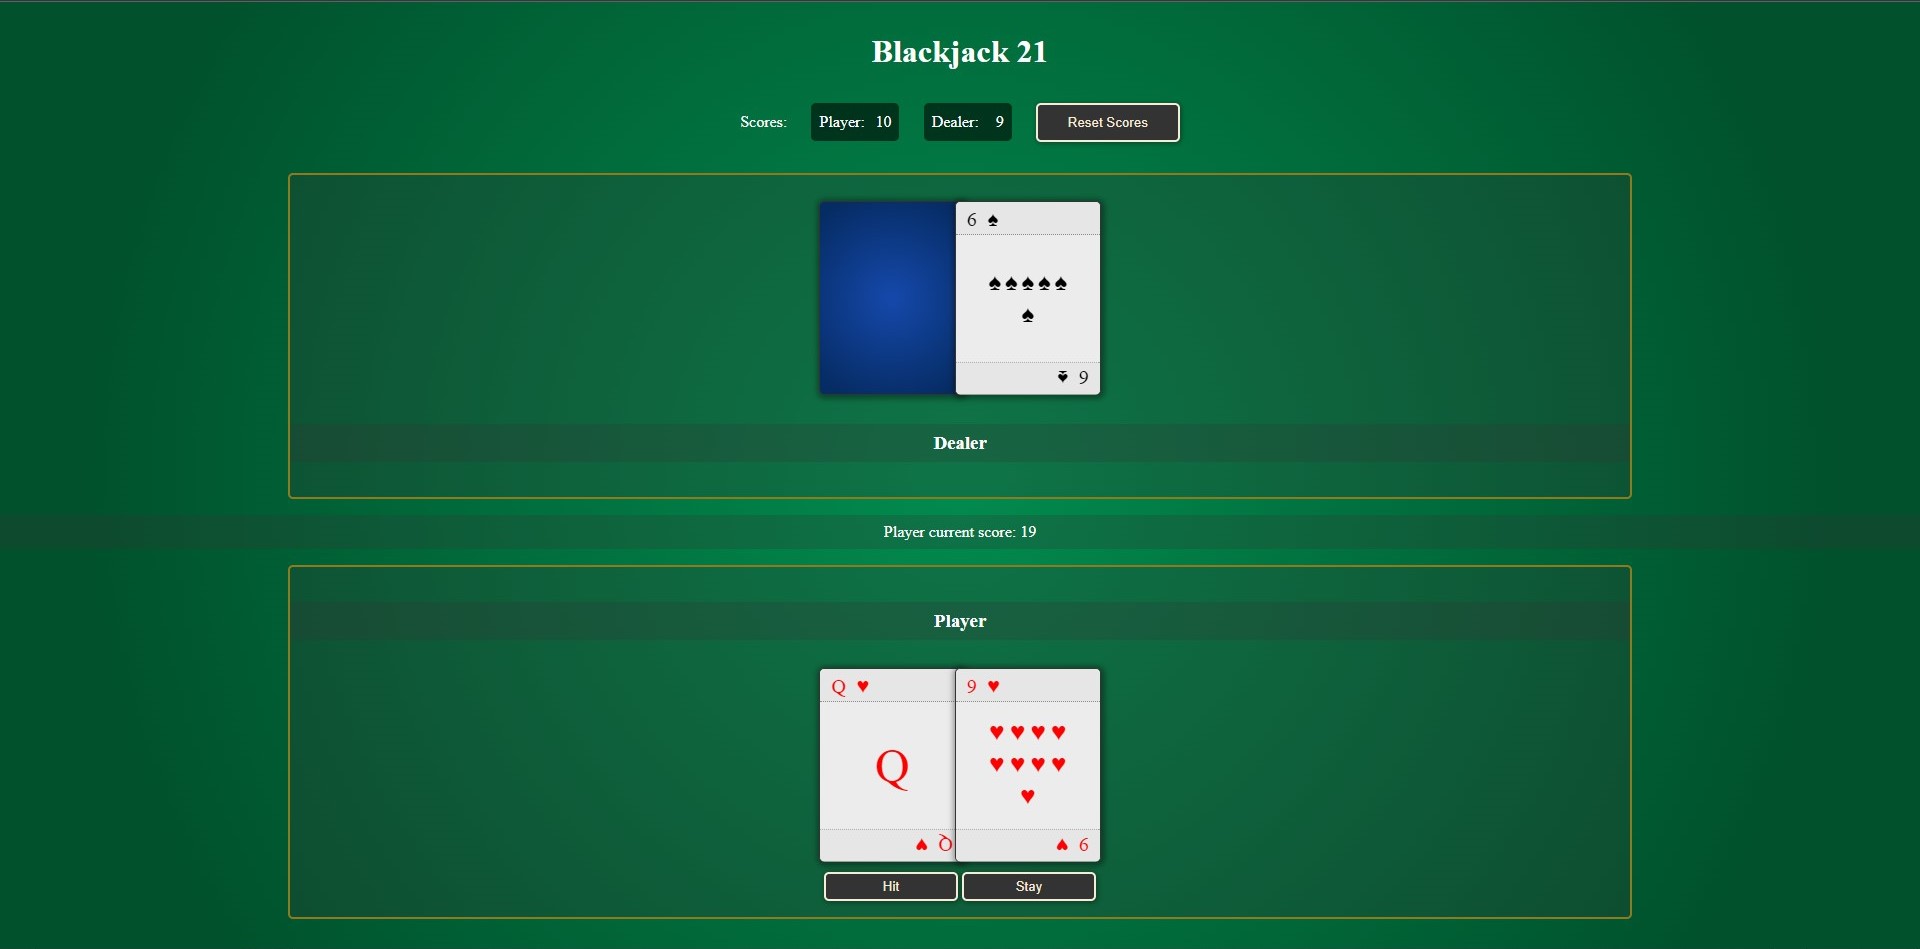 Blackjack 21
Scores: Player: 10 Dealer: 9 Reset Scores
6 ♠
♠ ♠ ♠ ♠ ♠
♠
♠ 6
Dealer
Player current score: 19
Player
Q ♥
Q
♥ Q
9 ♥
♥ ♥ ♥ ♥
♥ ♥ ♥ ♥
♥
♥ 9
Hit Stay